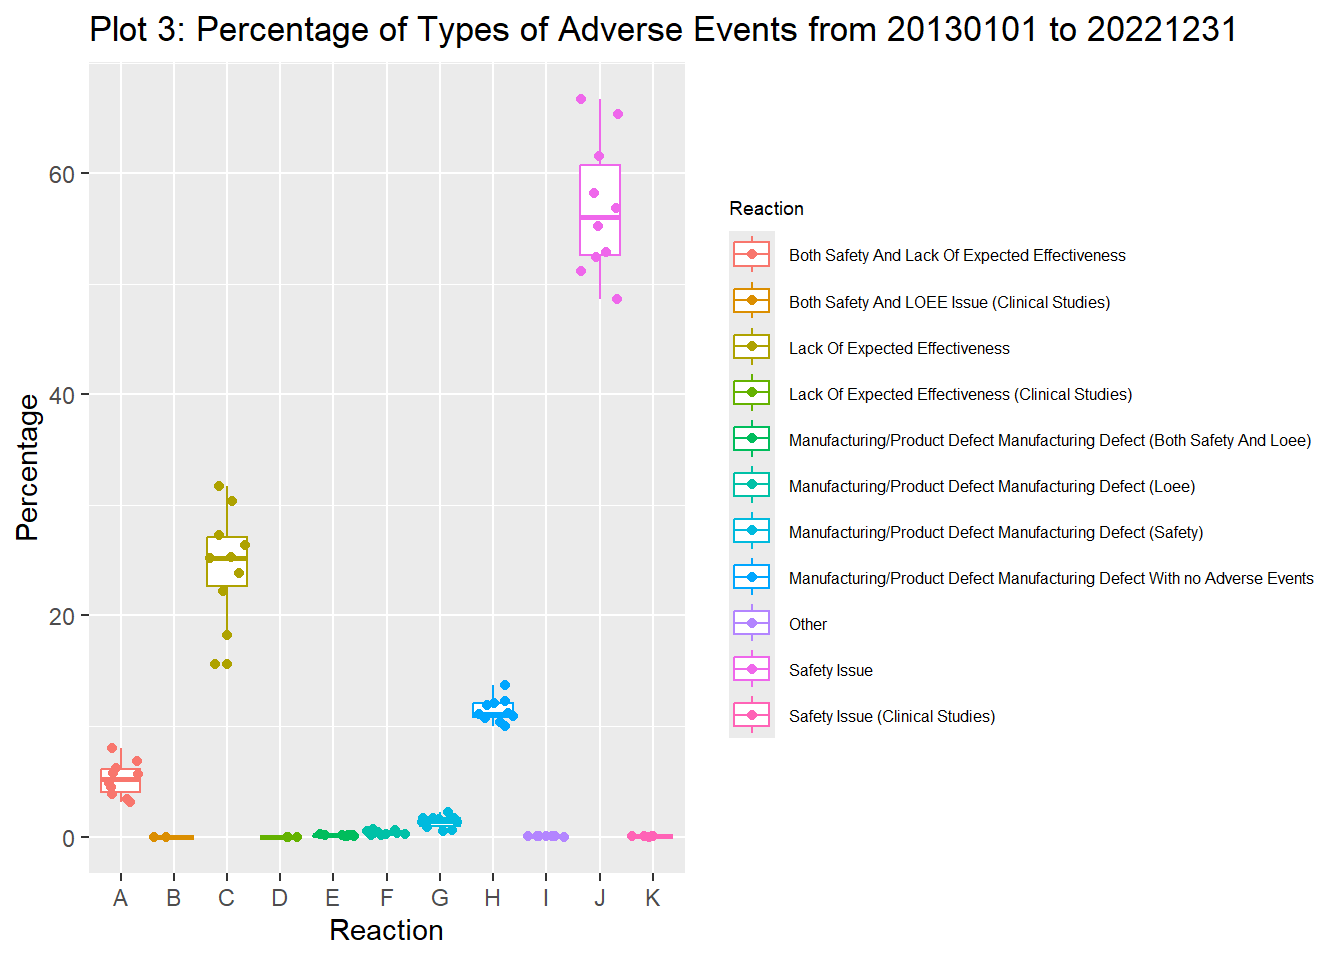 Plot 3: Percentage of Types of Adverse Events from 20130101 to 20221231
Percentage
60
40
20
0
A B C D E F G H I J K
Reaction
Reaction
Both Safety And Lack Of Expected Effectiveness
Both Safety And LOEE Issue (Clinical Studies)
Lack Of Expected Effectiveness
Lack Of Expected Effectiveness (Clinical Studies)
Manufacturing/Product Defect Manufacturing Defect (Both Safety And Loee)
Manufacturing/Product Defect Manufacturing Defect (Loee)
Manufacturing/Product Defect Manufacturing Defect (Safety)
Manufacturing/Product Defect Manufacturing Defect With no Adverse Events
Other
Safety Issue
Safety Issue (Clinical Studies)